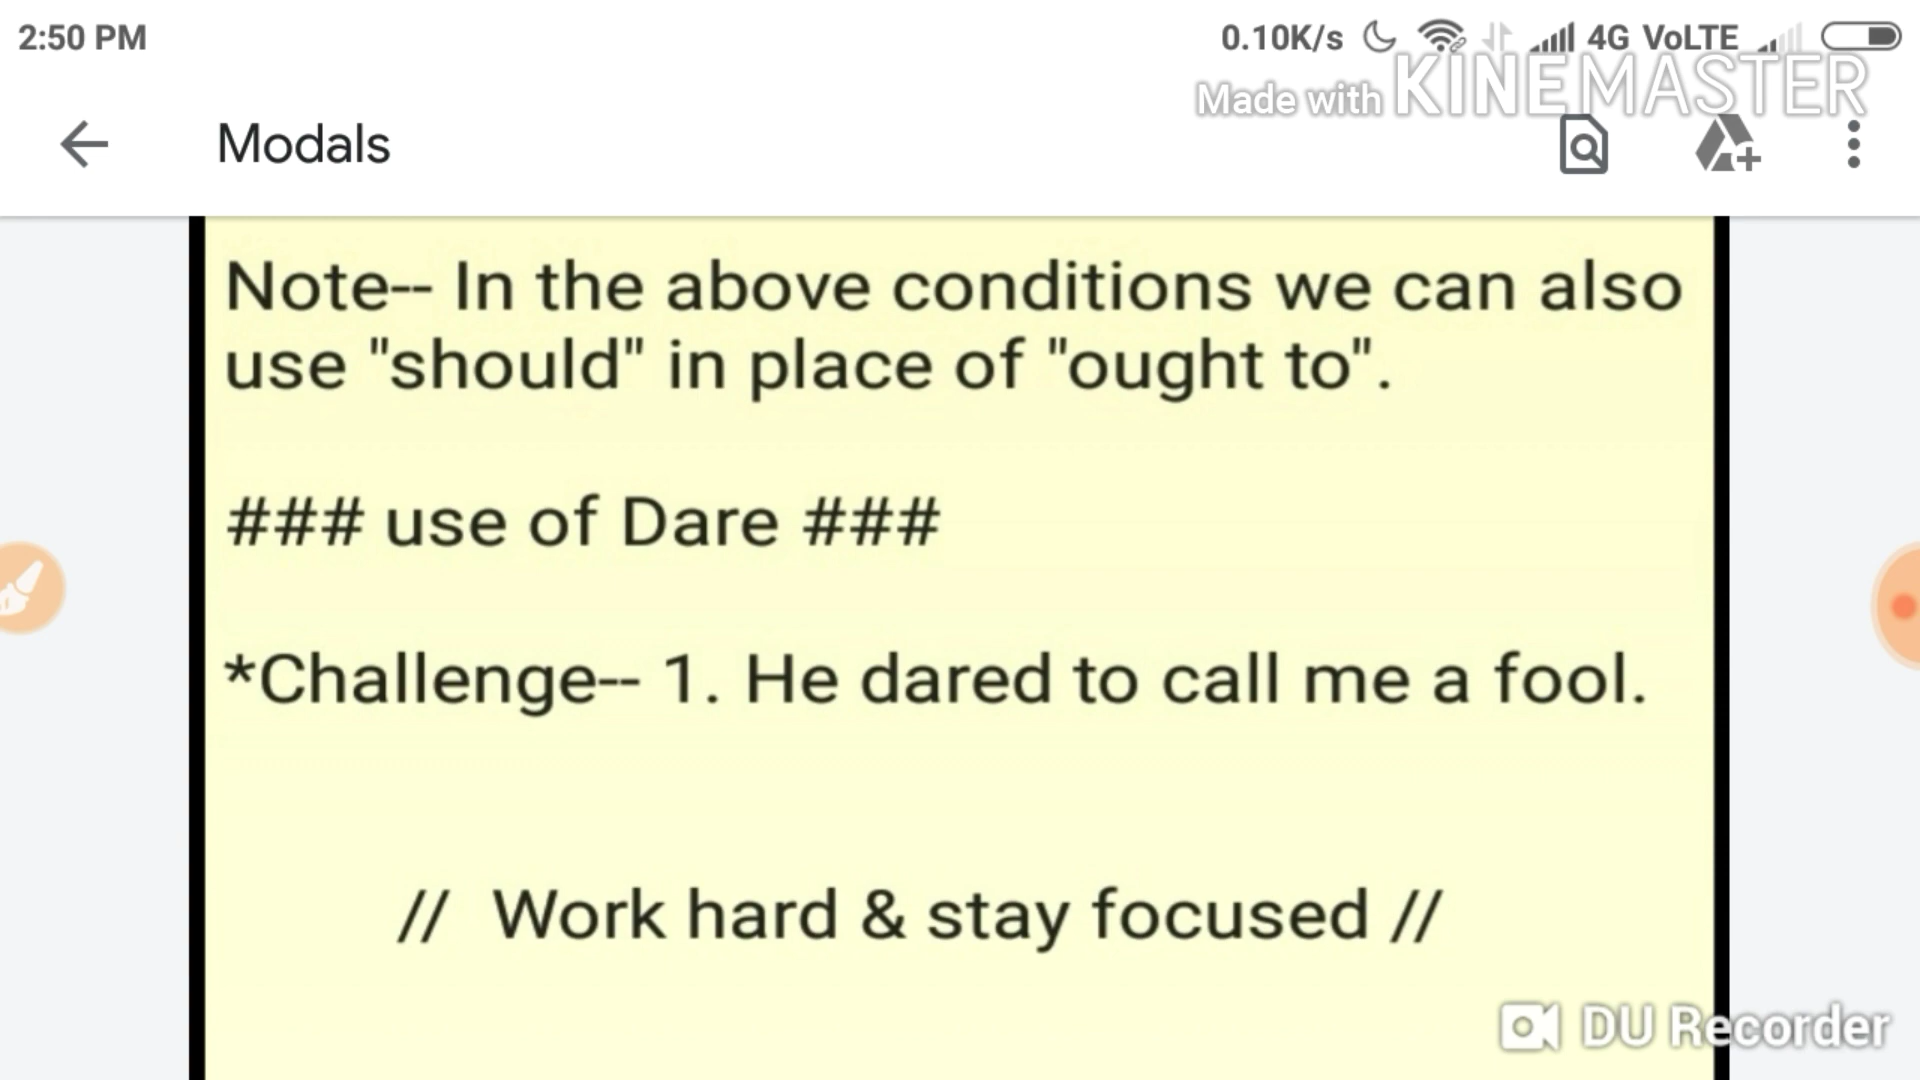 2:50 PM
0.10K/s 4G VoLTE
Made with KINEMASTER
Modals
Note-- In the above conditions we can also
use "should" in place of "ought to".
### use of Dare ###
*Challenge-- 1. He dared to call me a fool.
// Work hard & stay focused //
DU Recorder